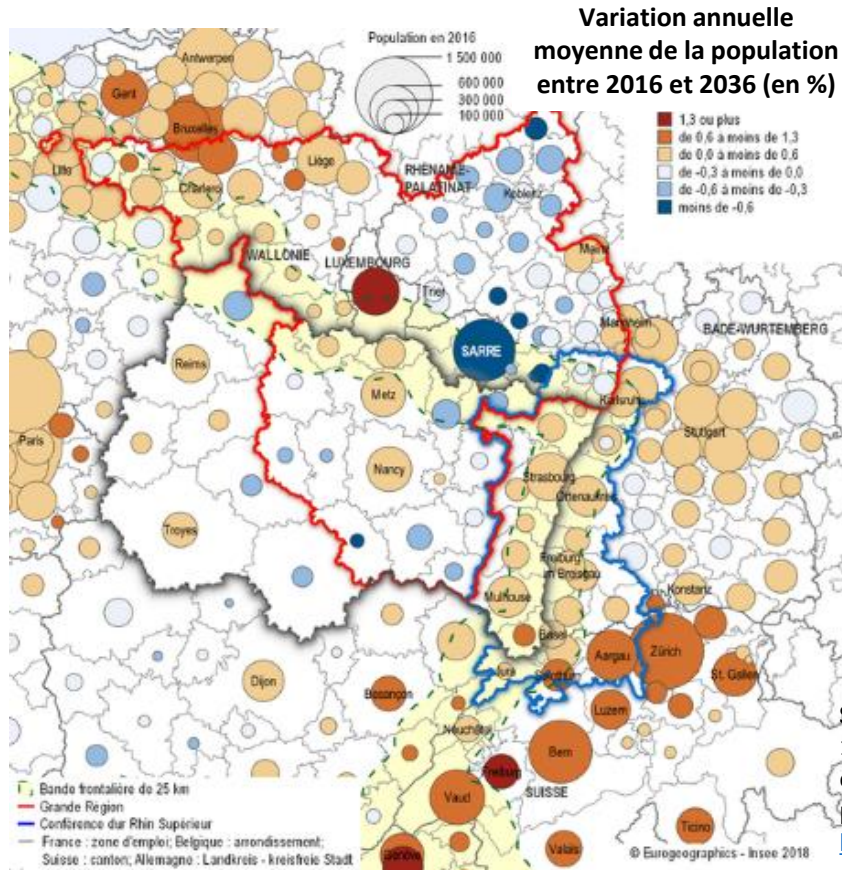 Variation annuelle
moyenne de la population
entre 2016 et 2036 (en %)
Population en 2016
1 500 000
600 000
300 000
100 000
1,3 ou plus
de 0,6 à moins de 1,3
de 0,0 à moins de 0,6
de -0,3 à moins de 0,0
de -0,6 à moins de -0,3
moins de -0,6
Antwerpen
Gent
Bruxelles
Lille
Charleroi
Liège
RHÉNANIE-
PALATINAT
Koblenz
WALLONIE
LUXEMBOURG
Trier
Mainz
Mannheim
BADE-WURTEMBERG
SARRE
Reims
Metz
Karlsruhe
Paris
Stuttgart
Nancy
Strasbourg
Ortenaukreis
Troyes
Freiburg
im Breisgau
Mulhouse
Konstanz
Basel
Zürich
Aargau
Jura
Solothurn
St. Gallen
Dijon
Besançon
Luzern
Neuchâtel
Bern
Freiburg
SUISSE
Vaud
Ticino
Valais
Genève
Bande frontalière de 25 km
Grande Région
Conférence dur Rhin Supérieur
France : zone d'emploi; Belgique : arrondissement;
Suisse : canton; Allemagne : Landkreis - kreisfreie Stadt
© Eurogeographics - Insee 2018